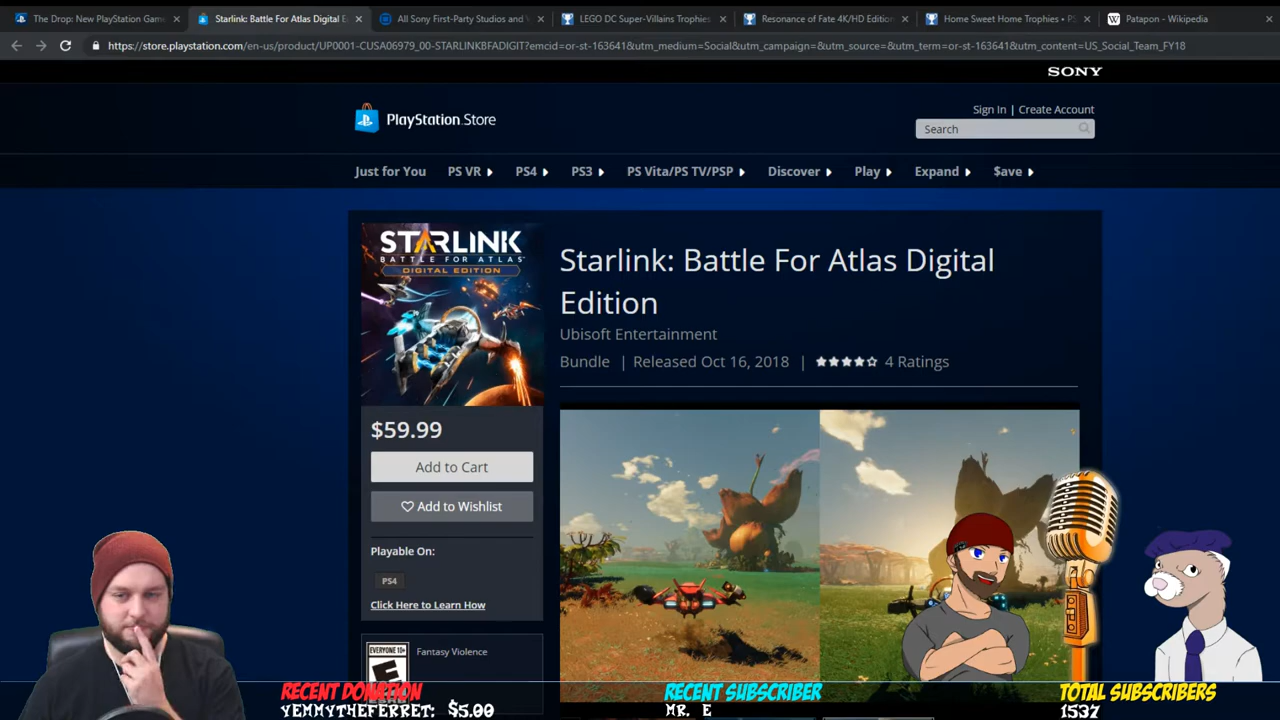 The Drop: New PlayStation Gam
Starlink: Battle For Atlas Digital E
All Sony First-Party Studios and
LEGO DC Super-Villains Trophies
Resonance of Fate 4K/HD Edition
Home Sweet Home Trophies • PS
Patapon - Wikipedia
https://store.playstation.com/en-us/product/UP0001-CUSA06979_00-STARLINKBFADIGIT?emcid=or-st-163641&utm_medium=Social&utm_campaign=&utm_source=&utm_term=or-st-163641&utm_content=US_Social_Team_FY18
SONY
PlayStation Store
Sign In | Create Account
Search
Just for You
PS VR
PS4
PS3
PS Vita/PS TV/PSP
Discover
Play
Expand
$ave
STARLINK
BATTLE FOR ATLAS
DIGITAL EDITION
Starlink: Battle For Atlas Digital
Edition
Ubisoft Entertainment
Bundle | Released Oct 16, 2018 | ★★★★☆ 4 Ratings
$59.99
Add to Cart
Add to Wishlist
Playable On:
PS4
Click Here to Learn How
EVERYONE 10+
E
Fantasy Violence
RECENT DONATION
YEMMYTHEFERRET: $5.00
RECENT SUBSCRIBER
MR. E
TOTAL SUBSCRIBERS
1537